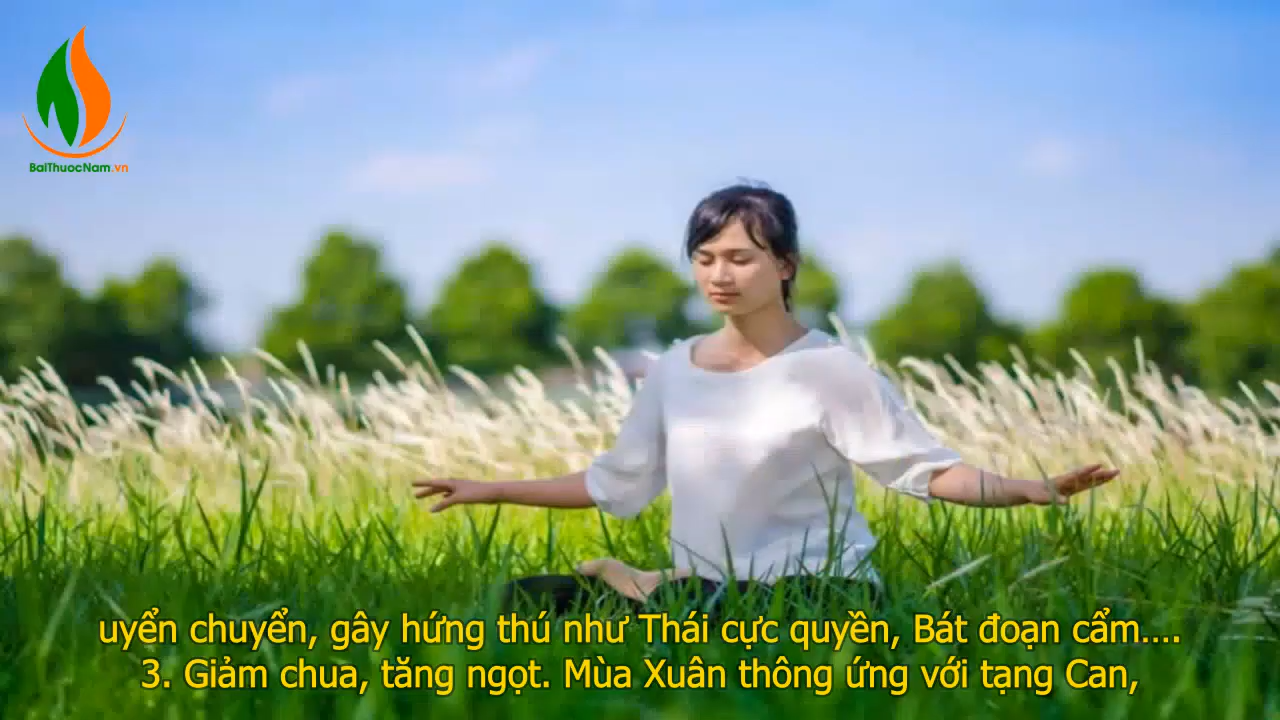 BaiThuocNam.vn
uyển chuyển, gây hứng thú như Thái cực quyền, Bát đoạn cẩm....
3. Giảm chua, tăng ngọt. Mùa Xuân thông ứng với tạng Can,